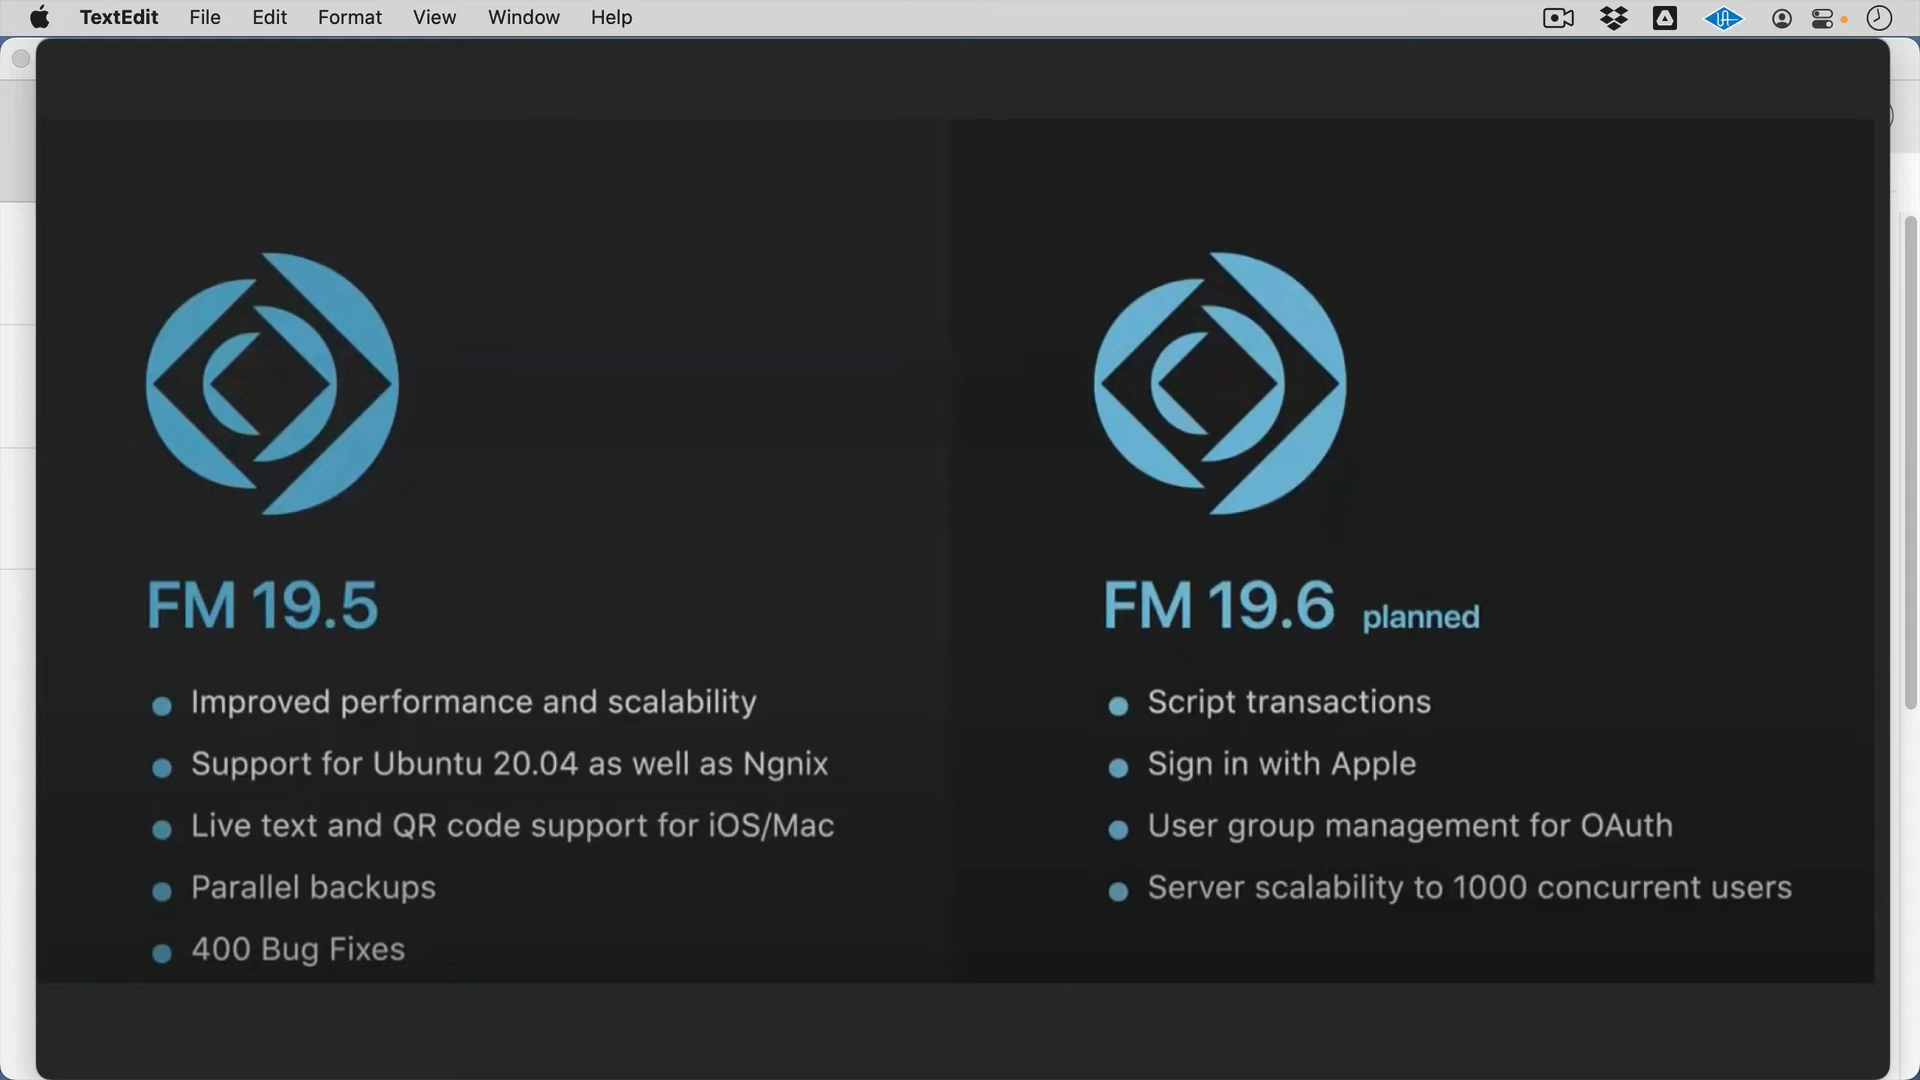 TextEdit File Edit Format View Window Help
FM 19.5
Improved performance and scalability
Support for Ubuntu 20.04 as well as Ngnix
Live text and QR code support for iOS/Mac
Parallel backups
400 Bug Fixes
FM 19.6 planned
Script transactions
Sign in with Apple
User group management for OAuth
Server scalability to 1000 concurrent users